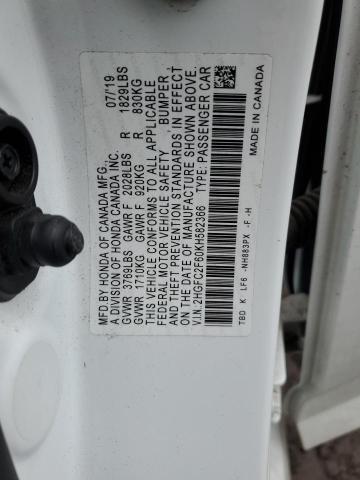 MFD. BY HONDA OF CANADA MFG. 07/19
A DIVISION OF HONDA CANADA INC.
GVWR 3769LBS GAWR F 2028LBS R 1829LBS
GVWR 1710KG GAWR F 920KG R 830KG
THIS VEHICLE CONFORMS TO ALL APPLICABLE
FEDERAL MOTOR VEHICLE SAFETY, BUMPER,
AND THEFT PREVENTION STANDARDS IN EFFECT
ON THE DATE OF MANUFACTURE SHOWN ABOVE.
V.I.N.:2HGFC2F60KH582366 TYPE: PASSENGER CAR
TBD K LF6 -NH883PX -F -H
MADE IN CANADA